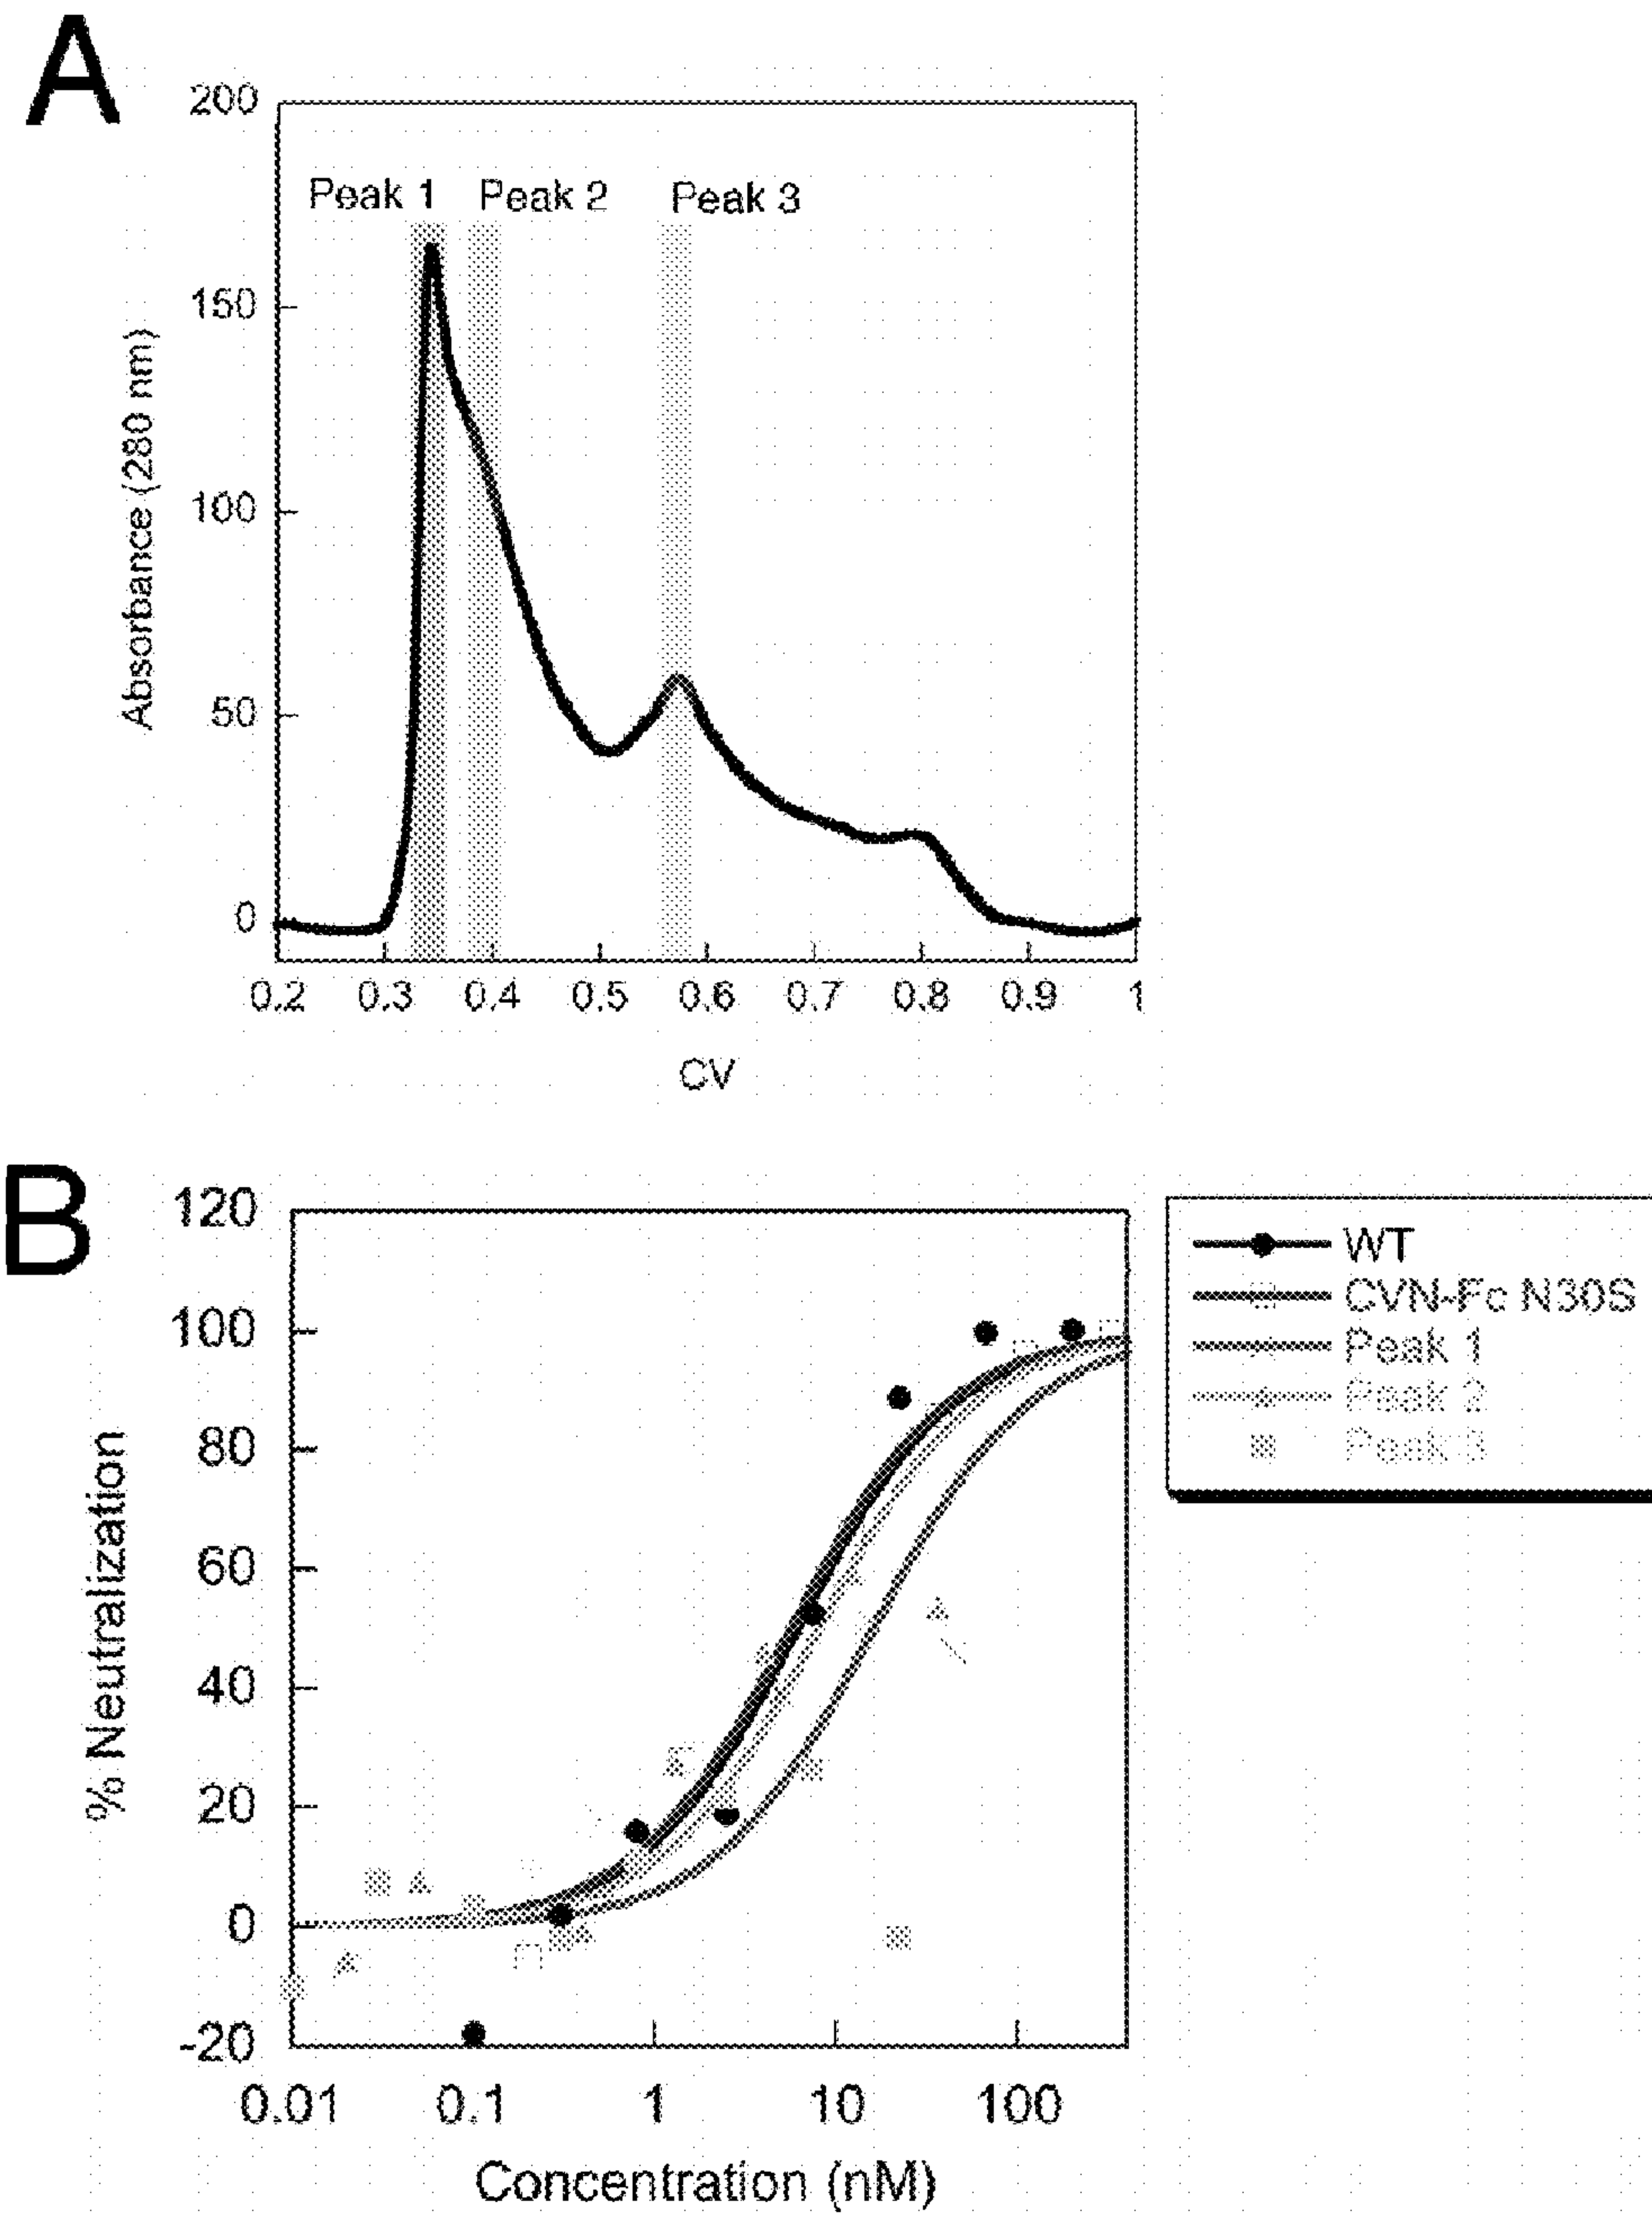 A
200
150
100
50
0
Absorbance (280 nm)
Peak 1 Peak 2 Peak 3
0.2 0.3 0.4 0.5 0.6 0.7 0.8 0.9 1
CV
B
120
100
80
60
40
20
0
-20
% Neutralization
0.01 0.1 1 10 100
Concentration (nM)
WT
CVN-Fc N30S
Peak 1
Peak 2
Peak 3